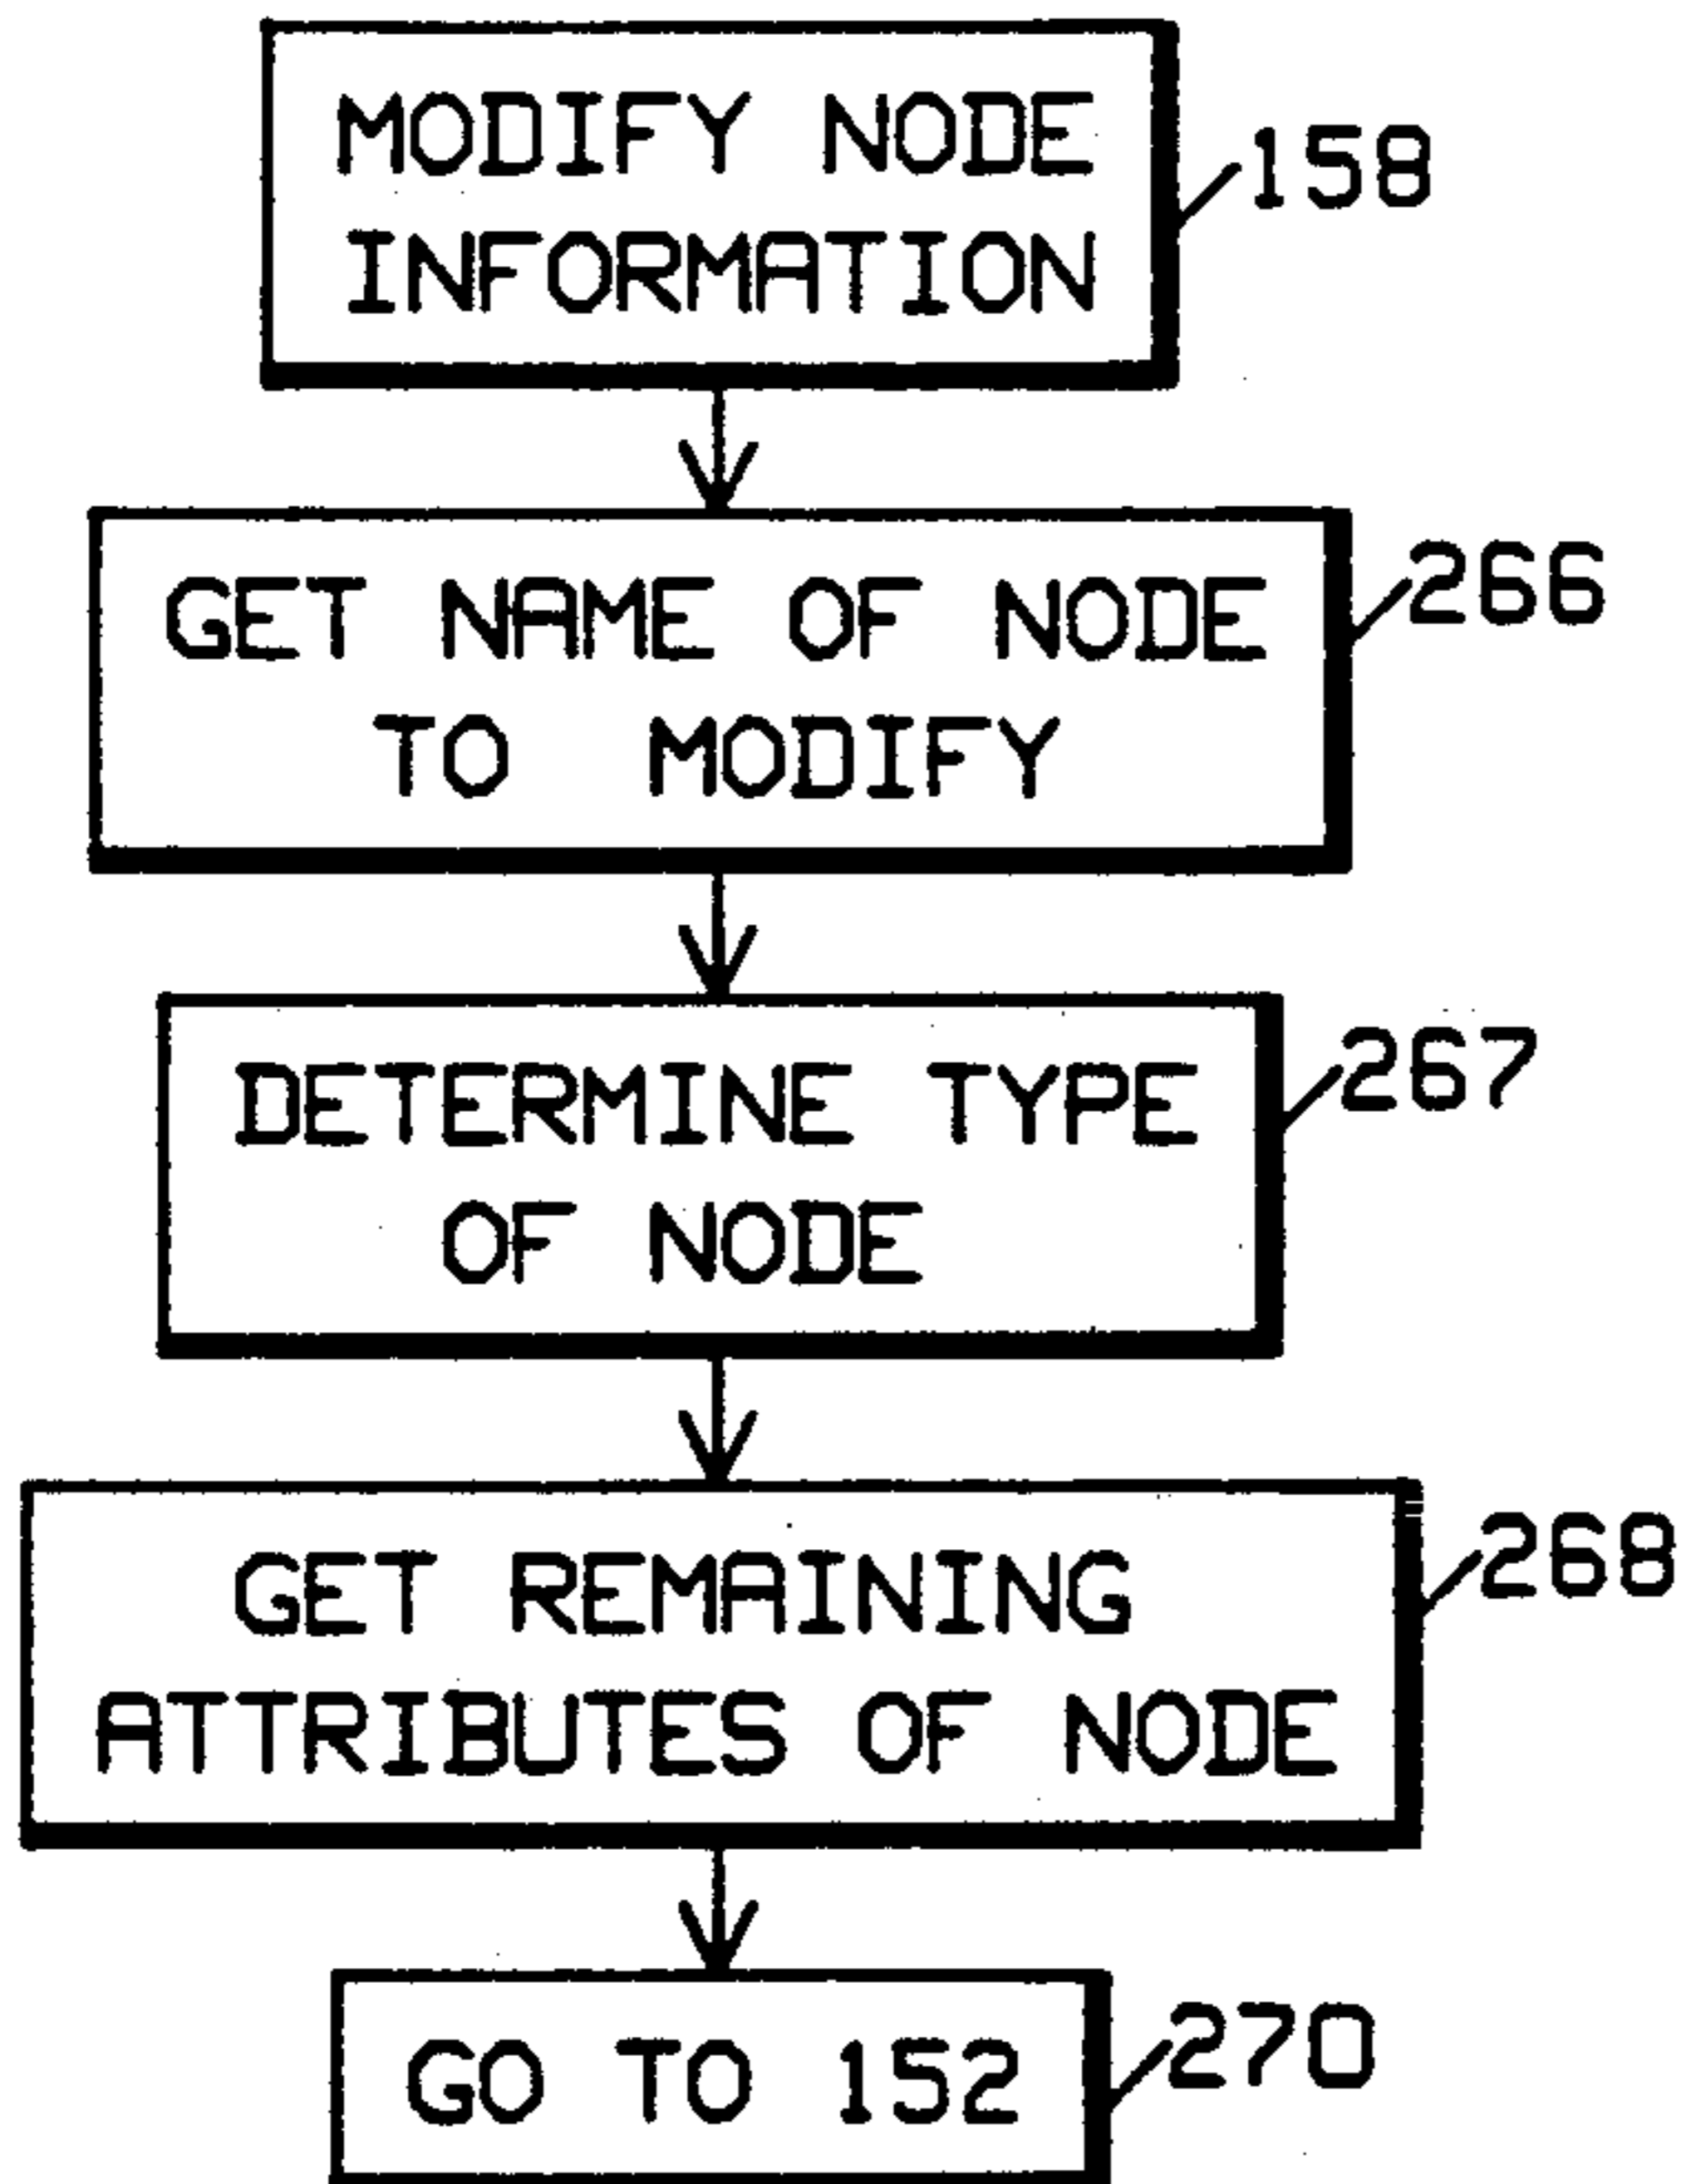 MODIFY NODE
INFORMATION
158
GET NAME OF NODE
TO MODIFY
266
DETERMINE TYPE
OF NODE
267
GET REMAINING
ATTRIBUTES OF NODE
268
GO TO 152
270